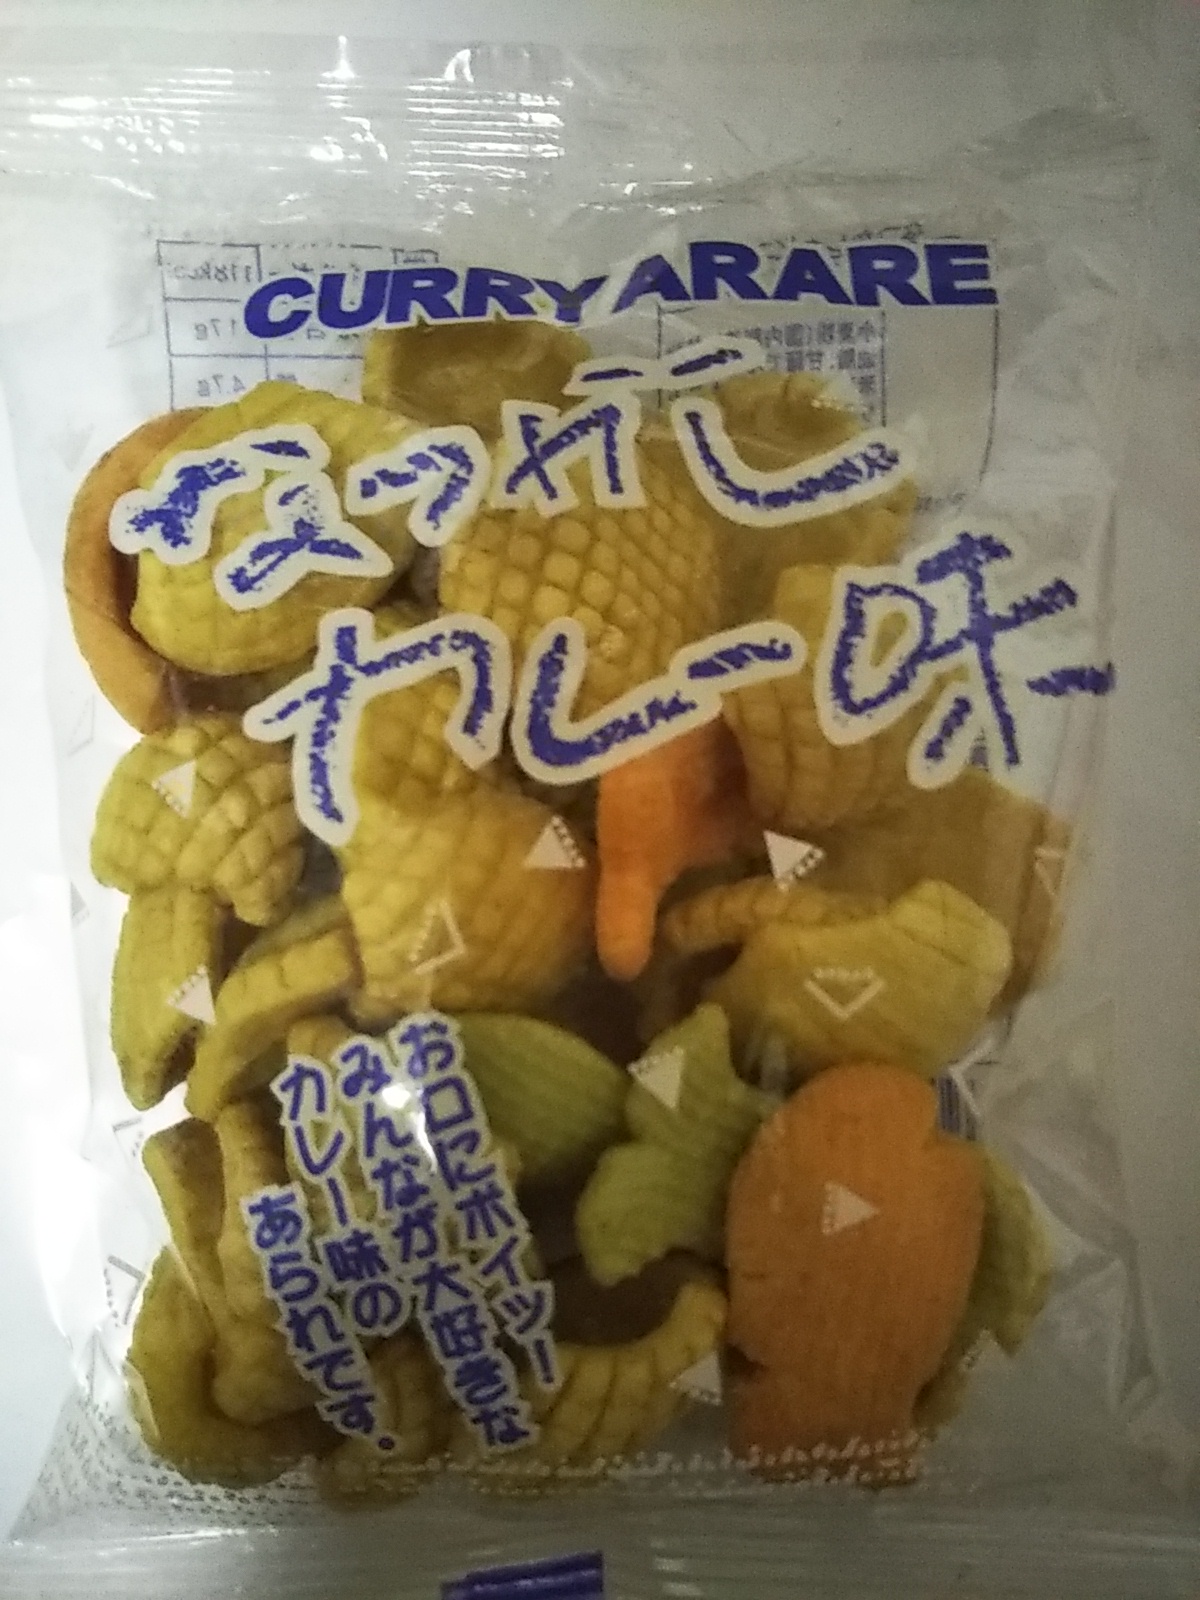 CURRY ARARE
なつかし
カレー味
お口にポイッ!
みんなが大好きな
カレー味の
あられです。